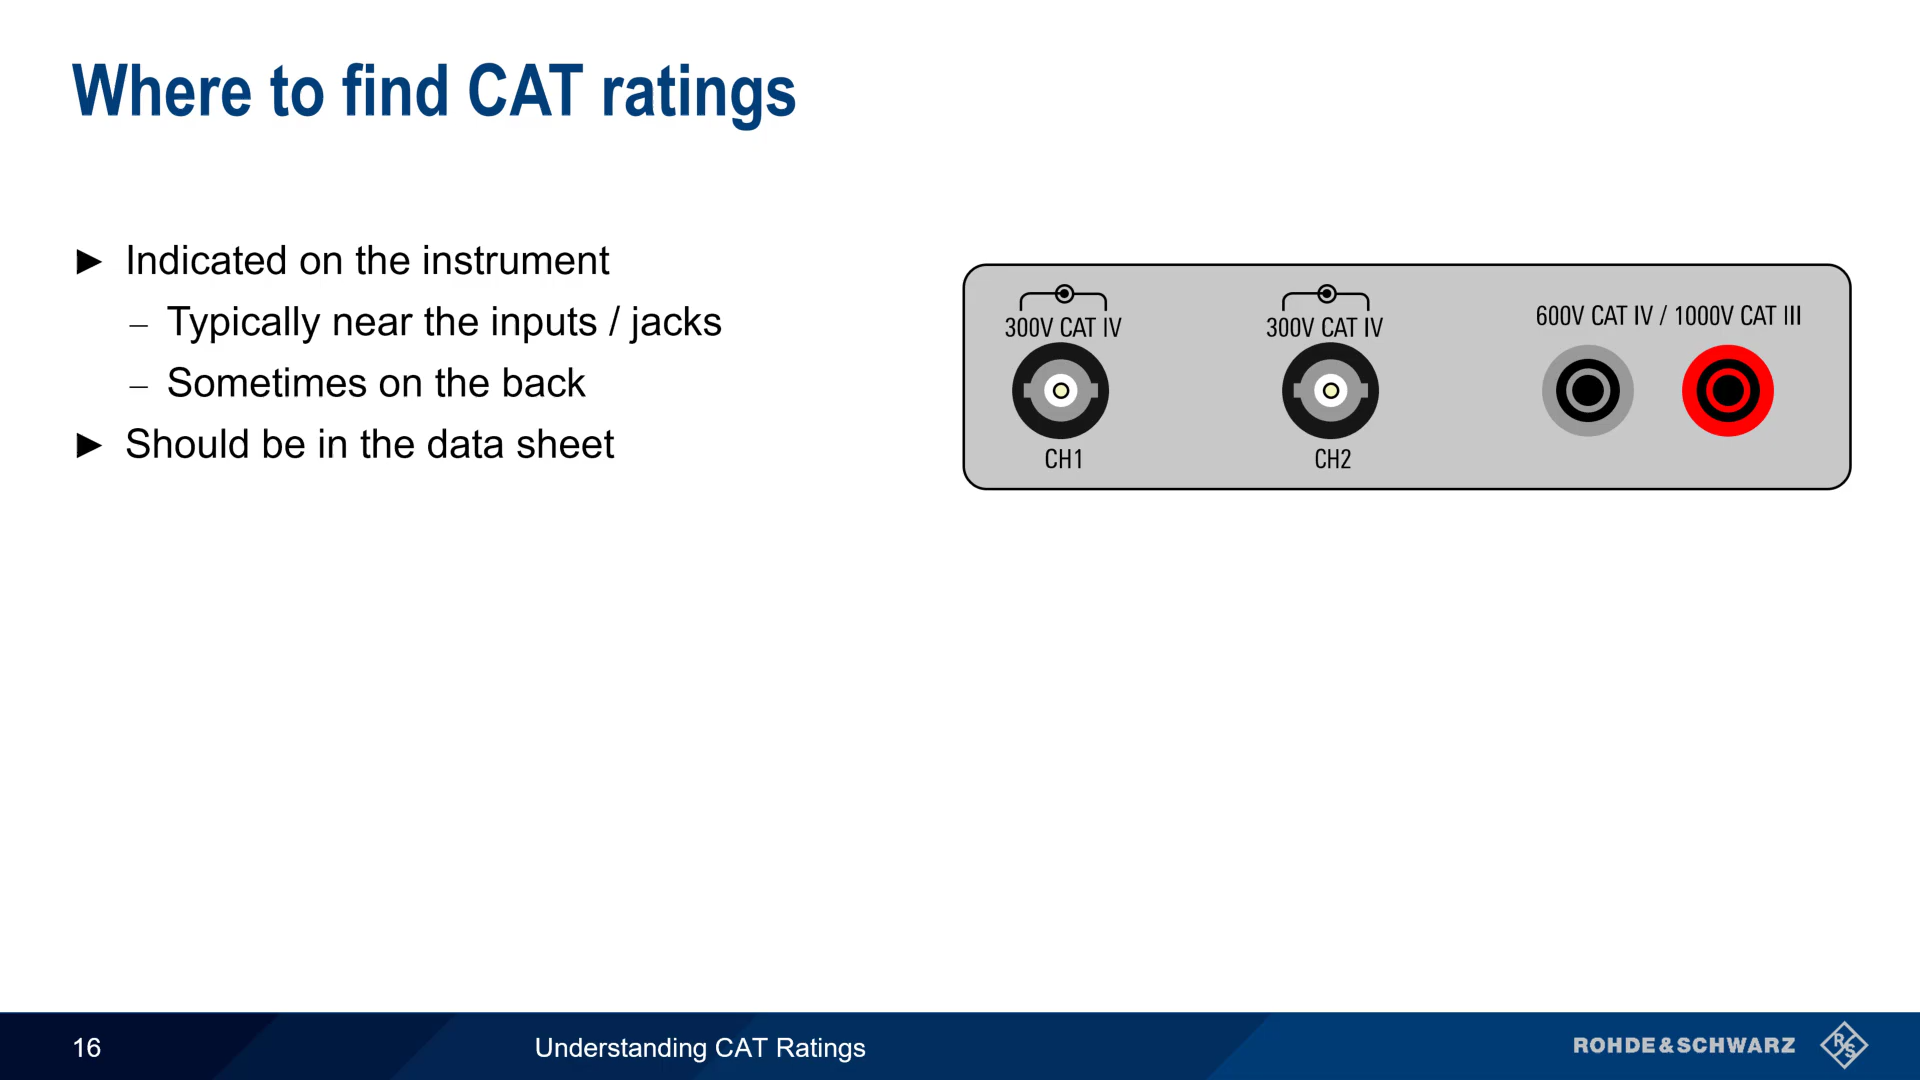 Where to find CAT ratings
► Indicated on the instrument
– Typically near the inputs / jacks
– Sometimes on the back
► Should be in the data sheet
300V CAT IV
CH1
300V CAT IV
CH2
600V CAT IV / 1000V CAT III
16
Understanding CAT Ratings
ROHDE&SCHWARZ
R&S